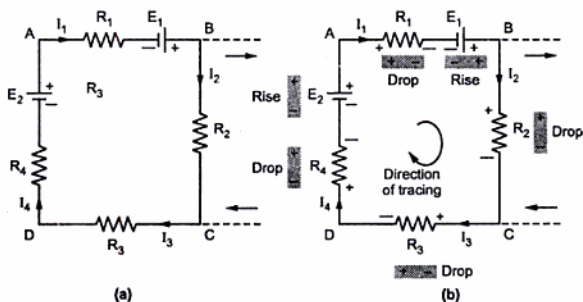 A
I₁
R₁
E₁
B
− +
I₂
E₂
+
−
R₃
R₂
R₄
I₄
D
R₃
I₃
C
(a)
+
Rise
−
+
Drop
−
A
I₁
R₁
E₁
B
+ − − +
+ −
Drop
− +
Rise
I₂
E₂
+
−
+
R₂
−
+
−
Drop
−
R₄
+
I₄
Direction
of tracing
D
− +
R₃
I₃
C
+ − Drop
(b)